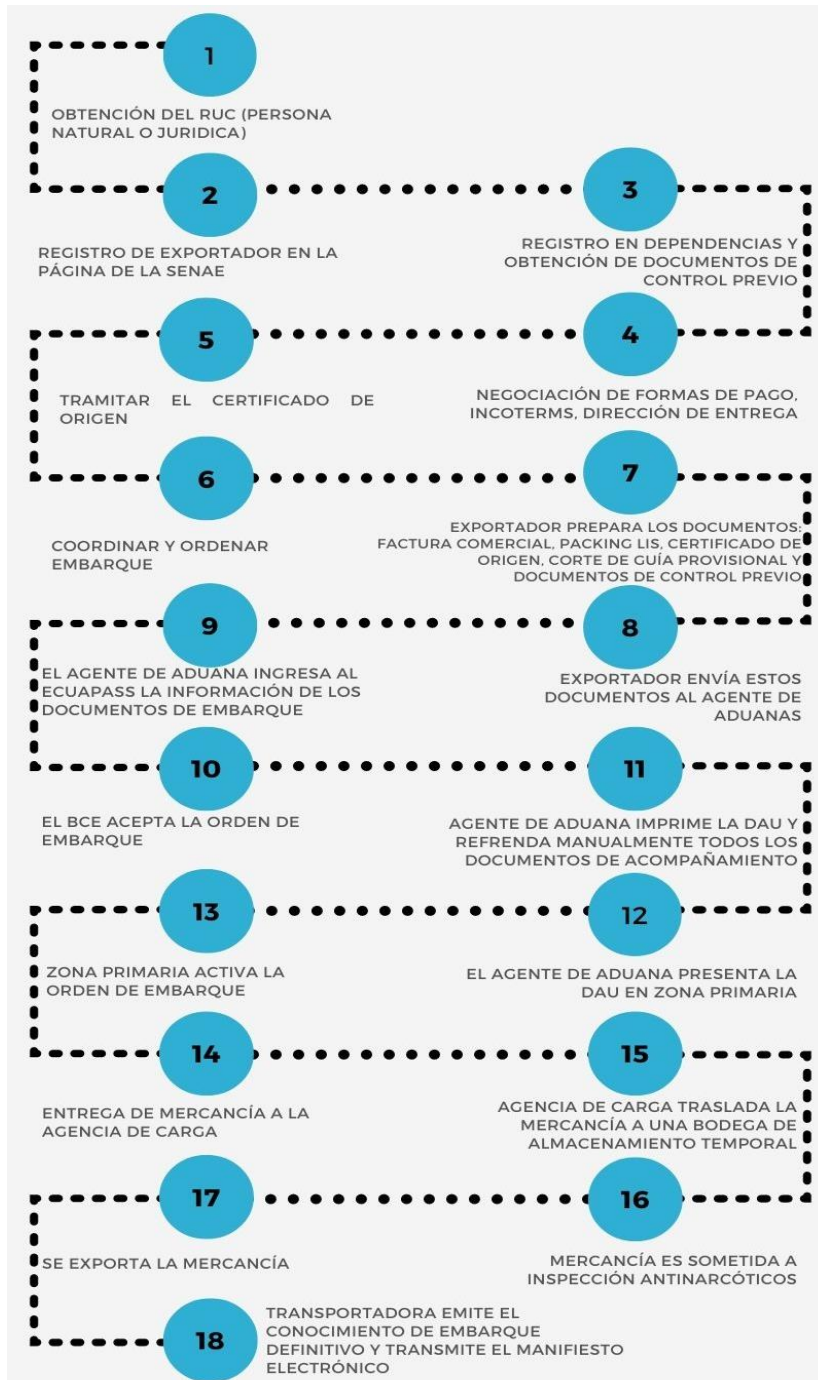 1
OBTENCIÓN DEL RUC (PERSONA
NATURAL O JURIDICA)
2
REGISTRO DE EXPORTADOR EN LA
PÁGINA DE LA SENAE
3
REGISTRO EN DEPENDENCIAS Y
OBTENCIÓN DE DOCUMENTOS DE
CONTROL PREVIO
4
NEGOCIACIÓN DE FORMAS DE PAGO,
INCOTERMS, DIRECCIÓN DE ENTREGA
5
TRAMITAR EL CERTIFICADO DE
ORIGEN
6
COORDINAR Y ORDENAR
EMBARQUE
7
EXPORTADOR PREPARA LOS DOCUMENTOS:
FACTURA COMERCIAL, PACKING LIS, CERTIFICADO DE
ORIGEN, CORTE DE GUÍA PROVISIONAL Y
DOCUMENTOS DE CONTROL PREVIO
8
EXPORTADOR ENVÍA ESTOS
DOCUMENTOS AL AGENTE DE
ADUANAS
9
EL AGENTE DE ADUANA INGRESA AL
ECUAPASS LA INFORMACIÓN DE LOS
DOCUMENTOS DE EMBARQUE
10
EL BCE ACEPTA LA ORDEN DE
EMBARQUE
11
AGENTE DE ADUANA IMPRIME LA DAU Y
REFRENDA MANUALMENTE TODOS LOS
DOCUMENTOS DE ACOMPAÑAMIENTO
12
EL AGENTE DE ADUANA PRESENTA LA
DAU EN ZONA PRIMARIA
13
ZONA PRIMARIA ACTIVA LA
ORDEN DE EMBARQUE
14
ENTREGA DE MERCANCÍA A LA
AGENCIA DE CARGA
15
AGENCIA DE CARGA TRASLADA LA
MERCANCÍA A UNA BODEGA DE
ALMACENAMIENTO TEMPORAL
16
MERCANCÍA ES SOMETIDA A
INSPECCIÓN ANTINARCÓTICOS
17
SE EXPORTA LA MERCANCÍA
18
TRANSPORTADORA EMITE EL
CONOCIMIENTO DE EMBARQUE
DEFINITIVO Y TRANSMITE EL MANIFIESTO
ELECTRÓNICO